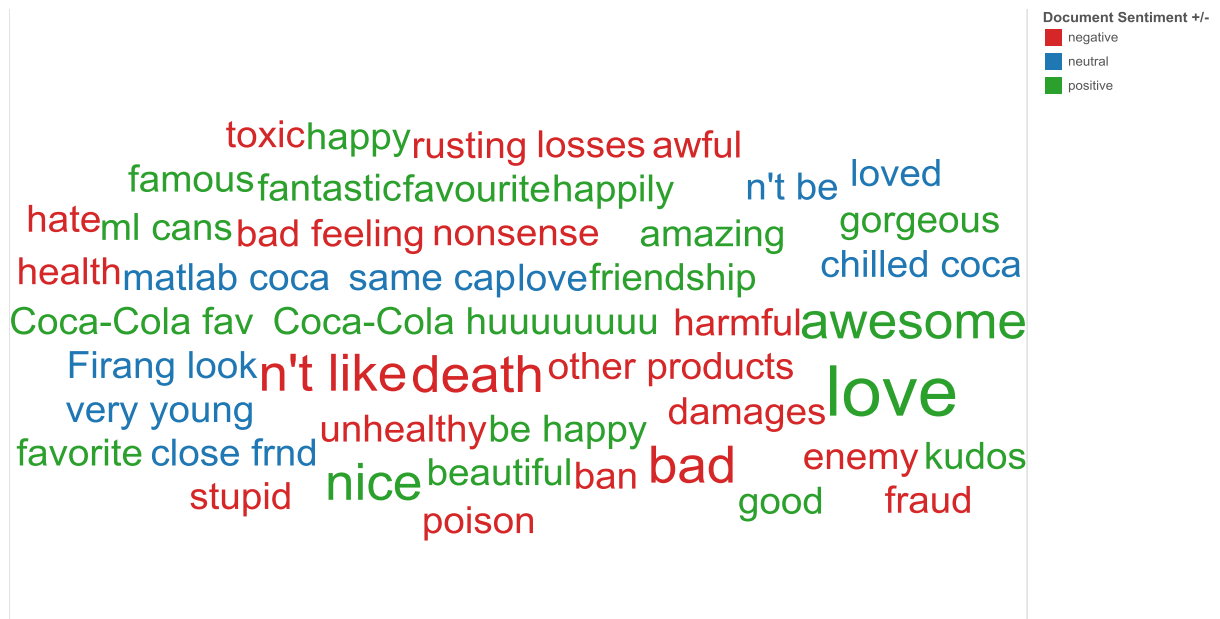 Document Sentiment +/-
negative
neutral
positive
toxic happy rusting losses awful
famous fantastic favourite happily n't be loved
hate ml cans bad feeling nonsense amazing gorgeous
health matlab coca same cap love friendship chilled coca
Coca-Cola fav Coca-Cola huuuuuuuu harmful awesome
Firang look n't like death other products love
very young unhealthy be happy damages
favorite close frnd nice beautiful ban bad enemy kudos
stupid poison good fraud